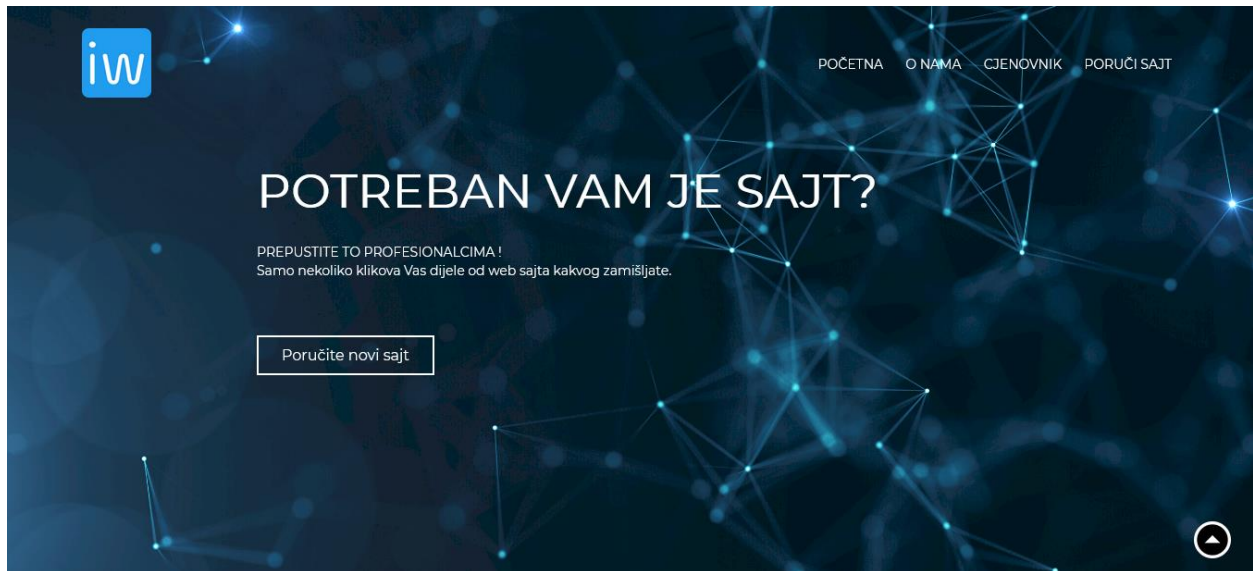 iw
POČETNA O NAMA CJENOVNIK PORUČI SAJT
POTREBAN VAM JE SAJT?
PREPUSTITE TO PROFESIONALCIMA !
Samo nekoliko klikova Vas dijele od web sajta kakvog zamišljate.
Poručite novi sajt